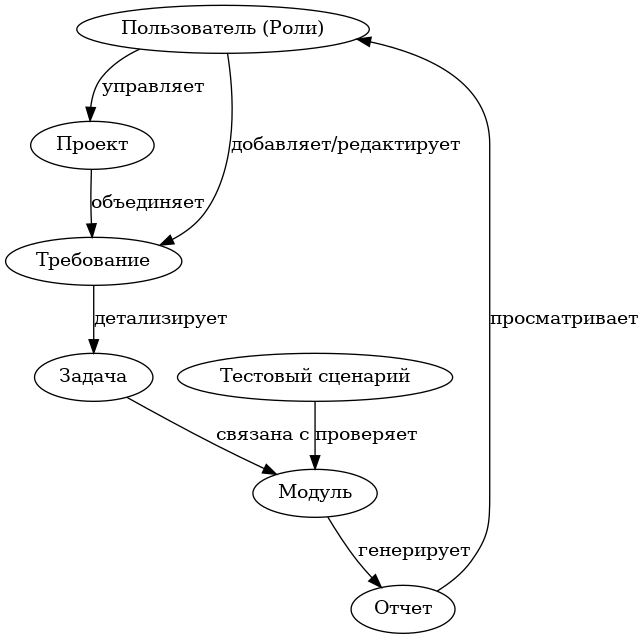 Пользователь (Роли)
управляет
Проект
добавляет/редактирует
объединяет
Требование
детализирует
просматривает
Задача
Тестовый сценарий
связана с
проверяет
Модуль
генерирует
Отчет